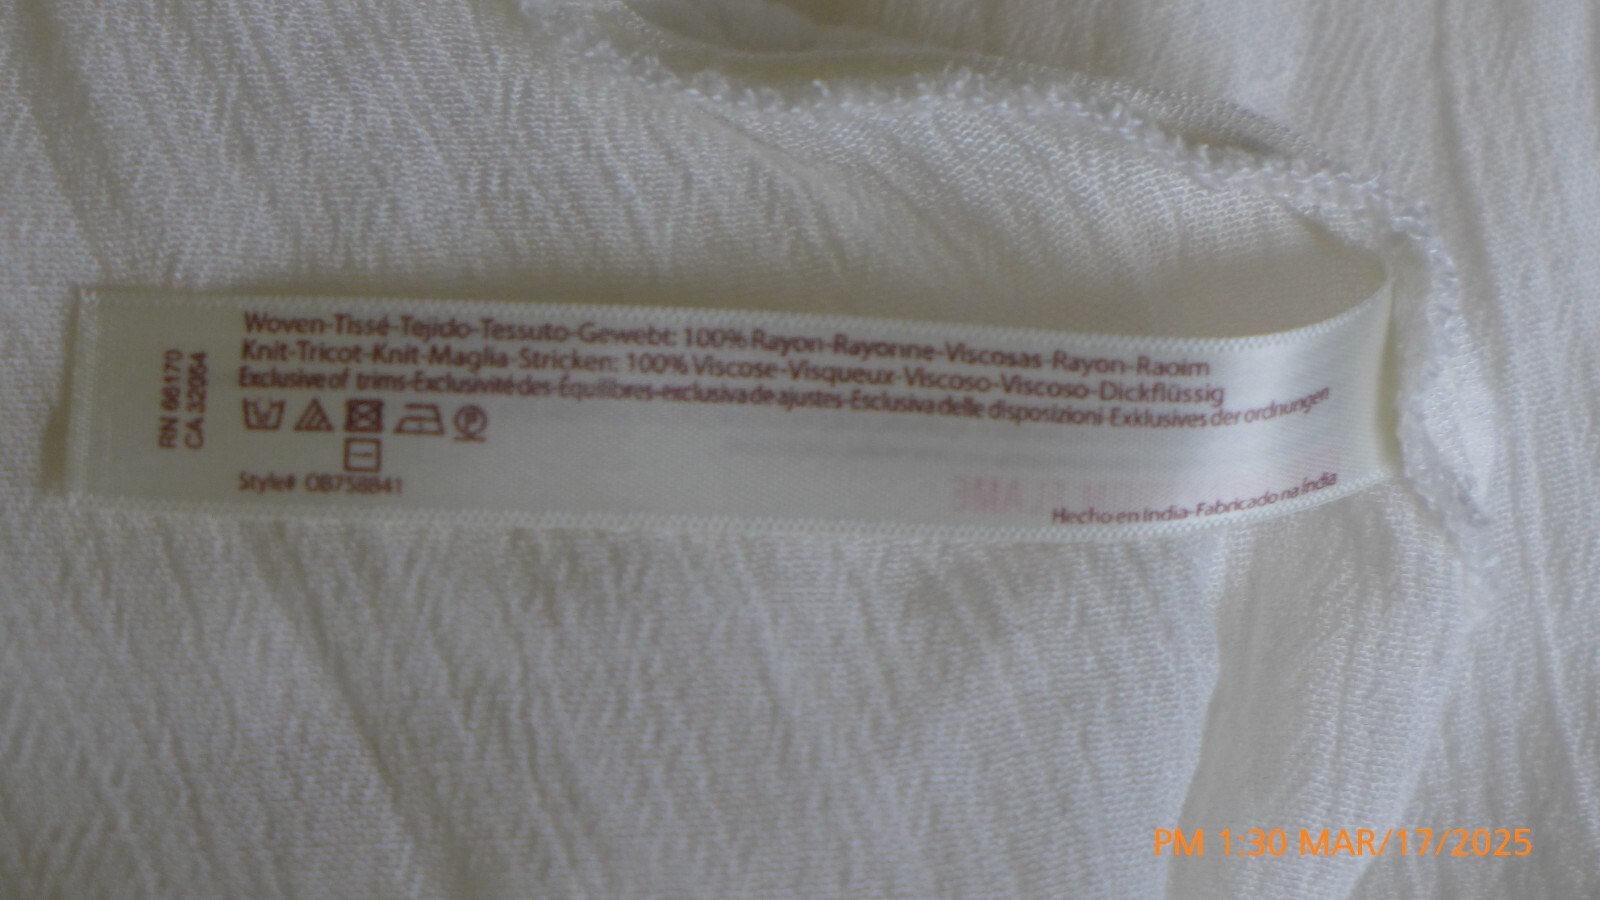 Woven-Tissé-Tejido-Tessuto-Gewebt: 100% Rayon-Rayonne-Viscosas-Rayon-Raoim
Knit-Tricot-Knit-Maglia-Stricken: 100% Viscose-Visqueux-Viscoso-Viscoso-Dickflüssig
Exclusive of trims-Exclusivité des-Équilibres-exclusiva de ajustes-Esclusiva delle disposizioni-Exklusives der ordnungen
RN 66170
CA 32054
Style# OB758841
Hecho en India-Fabricado na índia
PM 1:30 MAR/17/2025